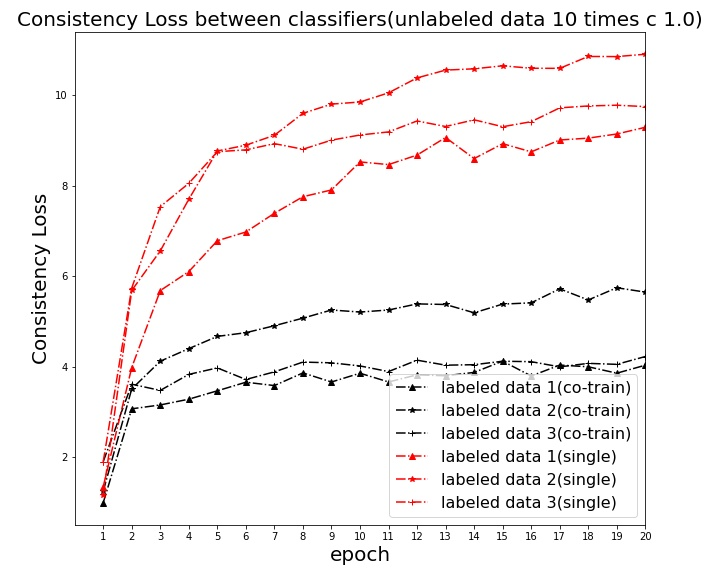 Consistency Loss between classifiers(unlabeled data 10 times c 1.0)
Consistency Loss
10
8
6
4
2
labeled data 1(co-train)
labeled data 2(co-train)
labeled data 3(co-train)
labeled data 1(single)
labeled data 2(single)
labeled data 3(single)
1 2 3 4 5 6 7 8 9 10 11 12 13 14 15 16 17 18 19 20
epoch